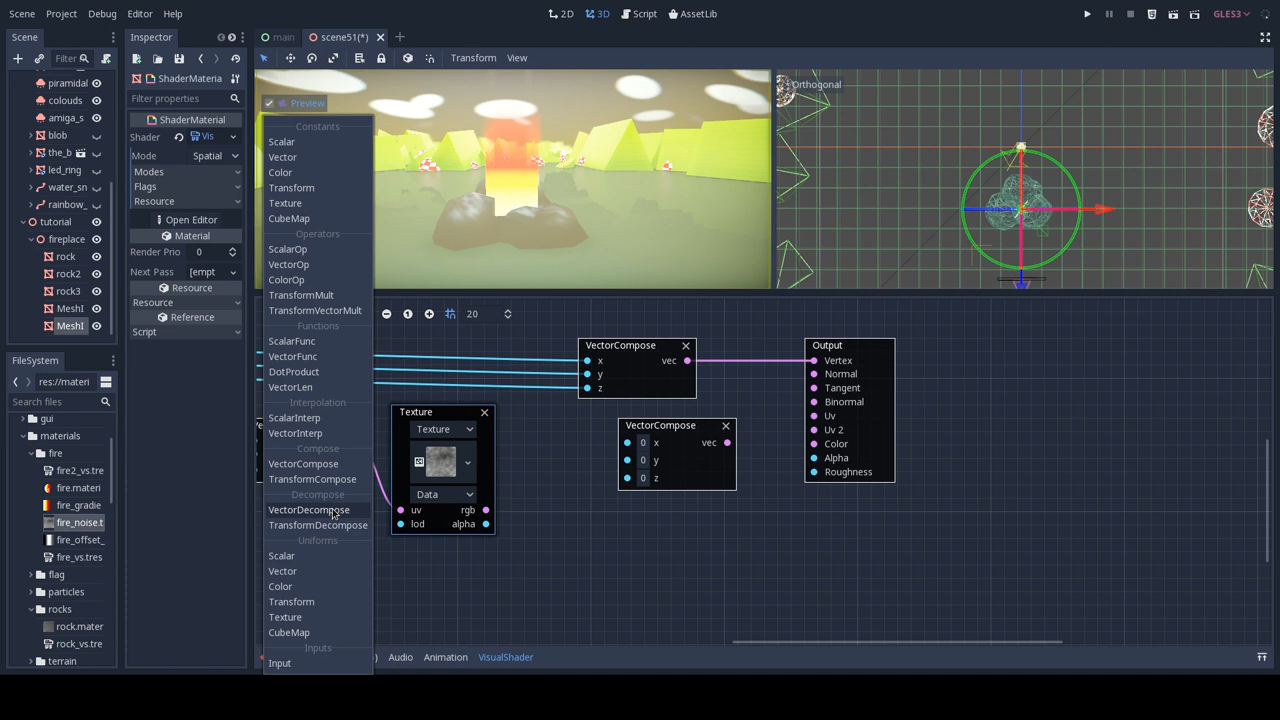 Scene Project Debug Editor Help 2D 3D Script AssetLib GLES3
Scene Inspector main scene51(*)
Filter Transform View
piramidal ShaderMateria
colouds Filter properties
amiga_s ShaderMaterial
blob Shader Vis
the_b Mode Spatial
led_ring Modes
water_sn Flags
rainbow_ Resource
tutorial Open Editor
fireplace Material
rock Render Prio 0
rock2 Next Pass [empt
rock3 Resource
MeshI Resource
MeshI Reference
Script
FileSystem
res://materi
Search files
gui
materials
fire
fire2_vs.tre
fire.materi
fire_gradie
fire_noise.t
fire_offset_
fire_vs.tres
flag
particles
rocks
rock.mater
rock_vs.tre
terrain
Preview
Orthogonal
Constants
Scalar
Vector
Color
Transform
Texture
CubeMap
Operators
ScalarOp
VectorOp
ColorOp
TransformMult
TransformVectorMult
Functions
ScalarFunc
VectorFunc
DotProduct
VectorLen
Interpolation
ScalarInterp
VectorInterp
Compose
VectorCompose
TransformCompose
Decompose
VectorDecompose
TransformDecompose
Uniforms
Scalar
Vector
Color
Transform
Texture
CubeMap
Inputs
Input
20
VectorCompose
x vec
y
z
Texture
Texture
Data
uv rgb
lod alpha
VectorCompose
0 x vec
0 y
0 z
Output
Vertex
Normal
Tangent
Binormal
Uv
Uv 2
Color
Alpha
Roughness
Audio Animation VisualShader